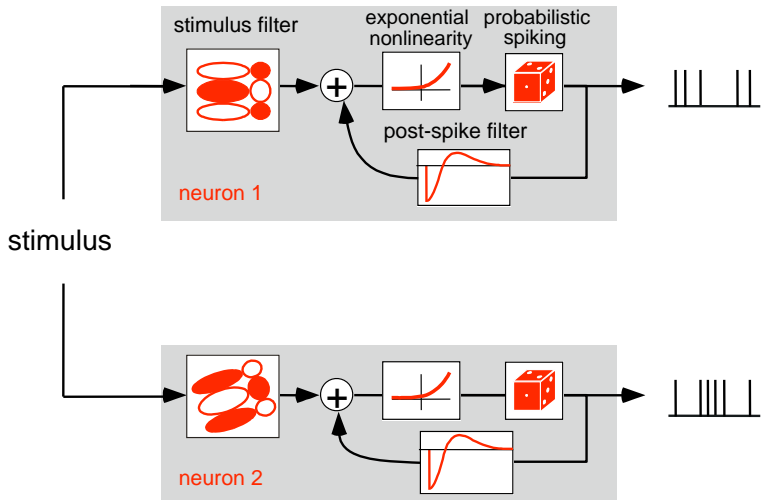 stimulus filter
exponential
nonlinearity
probabilistic
spiking
+
post-spike filter
neuron 1
stimulus
+
neuron 2